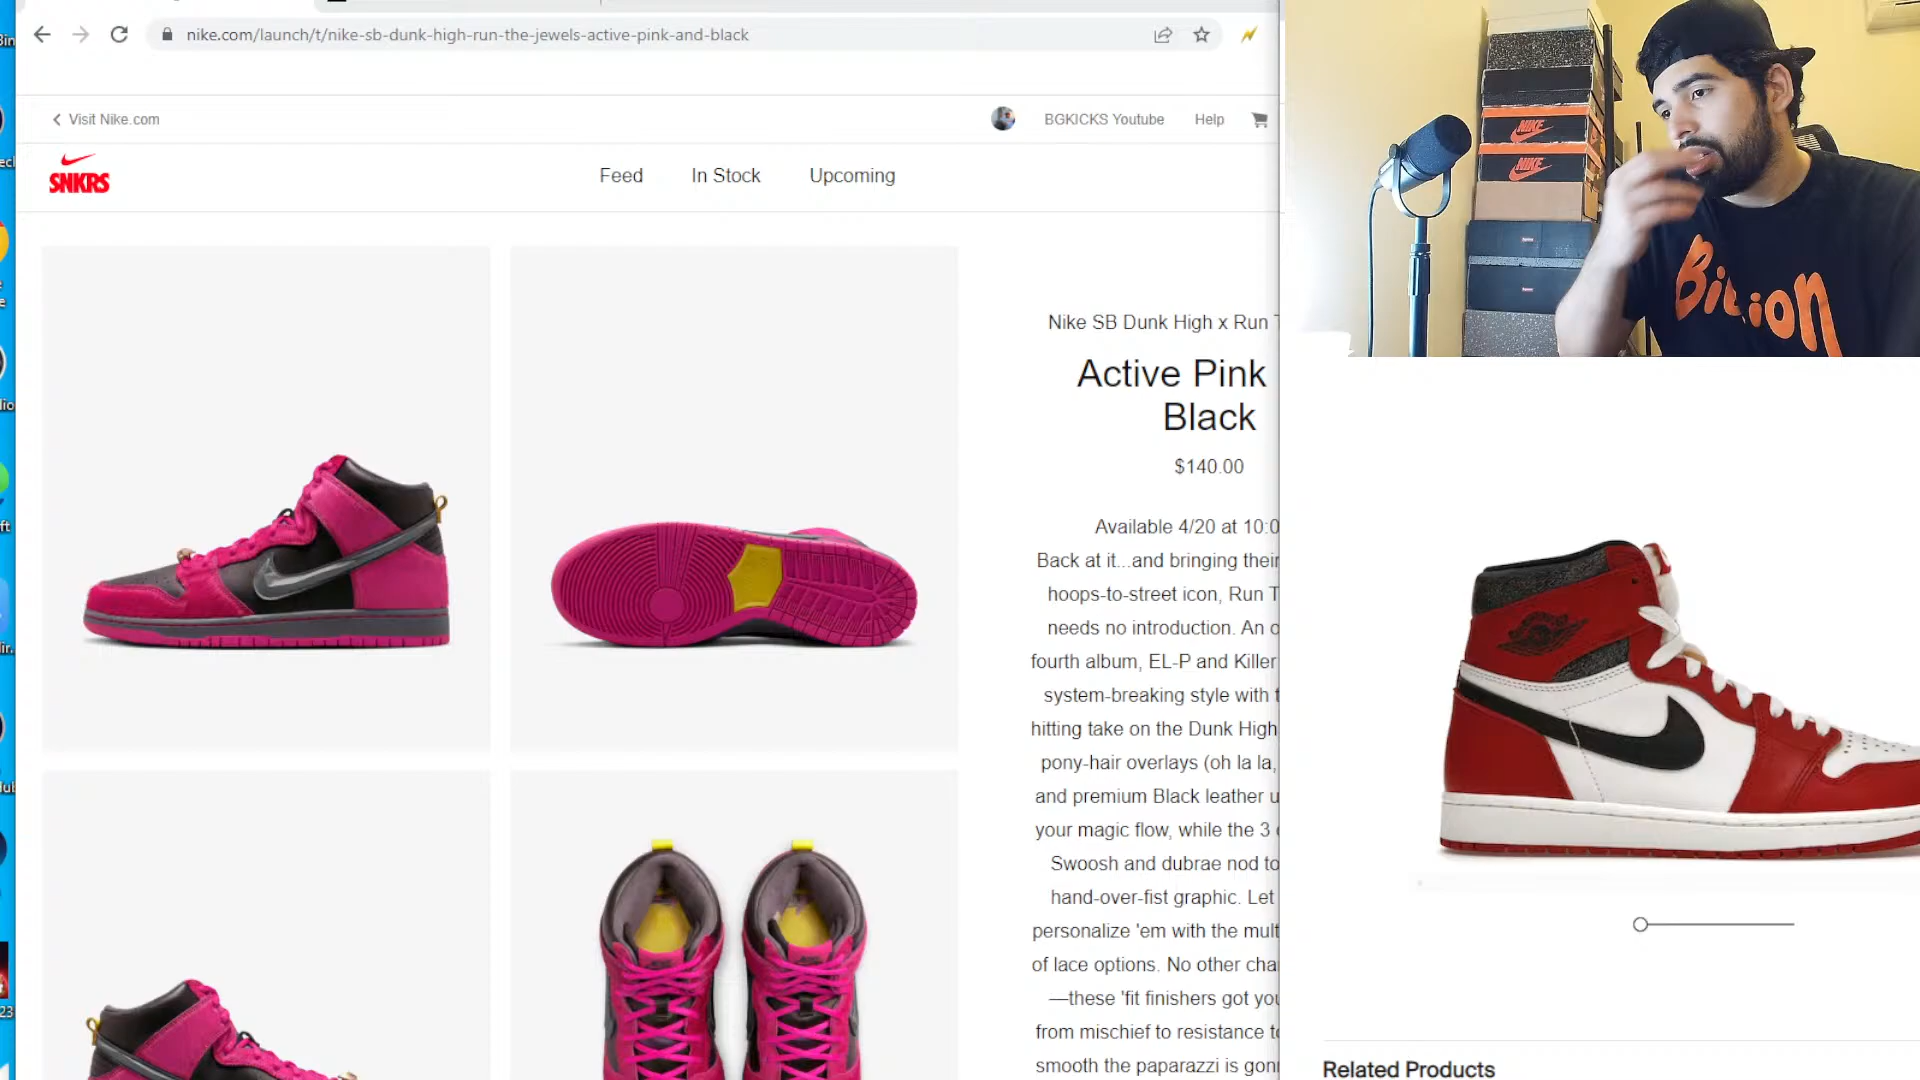 nike.com/launch/t/nike-sb-dunk-high-run-the-jewels-active-pink-and-black
Visit Nike.com
BGKICKS Youtube
Help
SNKRS
Feed
In Stock
Upcoming
Nike SB Dunk High x Run T
Active Pink
Black
$140.00
Available 4/20 at 10:0
Back at it...and bringing their
hoops-to-street icon, Run T
needs no introduction. An o
fourth album, EL-P and Killer
system-breaking style with t
hitting take on the Dunk High
pony-hair overlays (oh la la,
and premium Black leather u
your magic flow, while the 3
Swoosh and dubrae nod to
hand-over-fist graphic. Let
personalize 'em with the mult
of lace options. No other cha
—these 'fit finishers got you
from mischief to resistance to
smooth the paparazzi is gon
NIKE
NIKE
Billion
Related Products